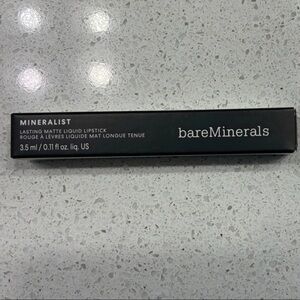 MINERALIST
LASTING MATTE LIQUID LIPSTICK
ROUGE À LÈVRES LIQUIDE MAT LONGUE TENUE
3.5 ml / 0.11 fl oz. liq. US
bareMinerals